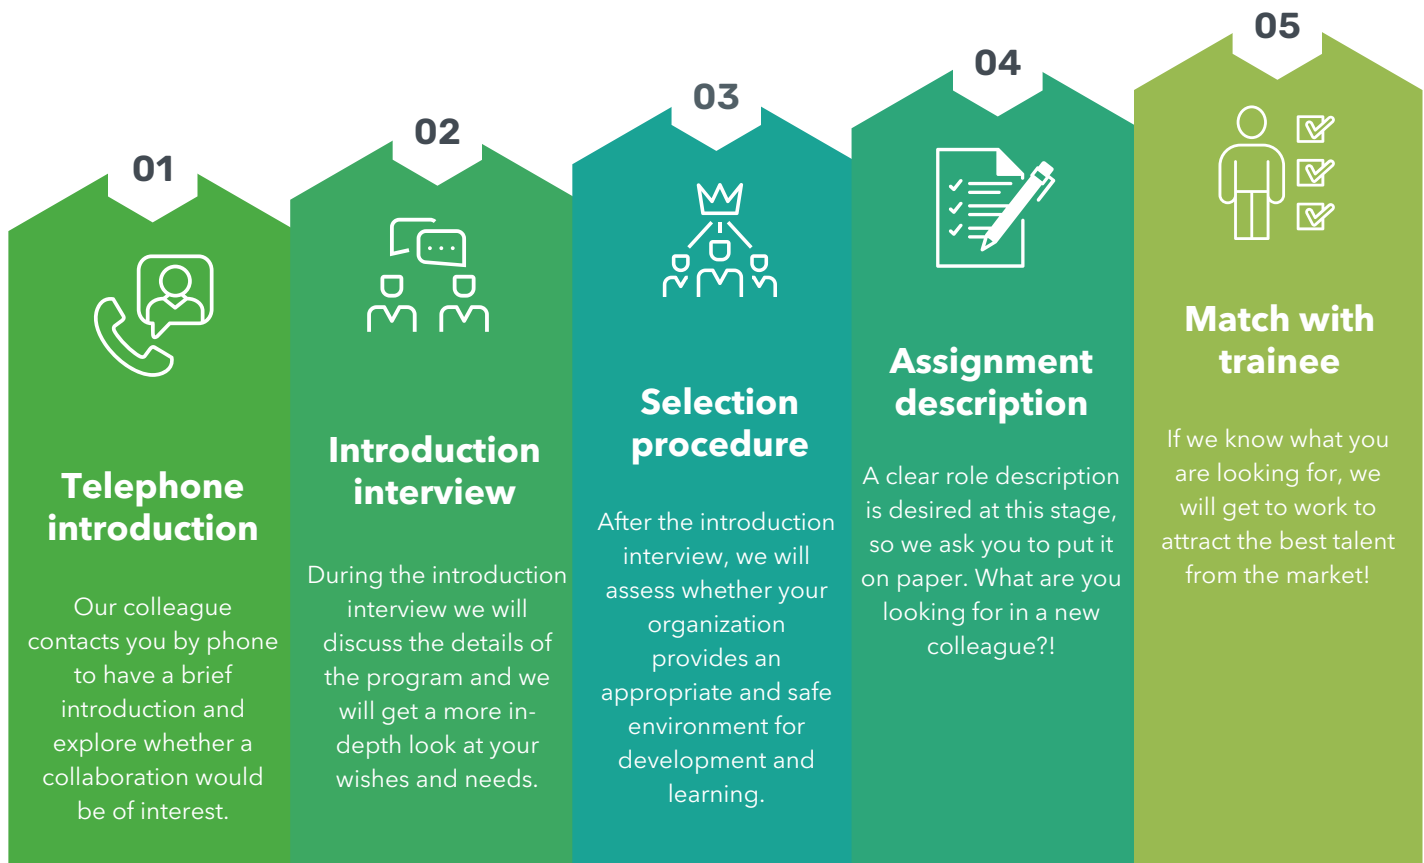 01
Telephone
introduction
Our colleague
contacts you by phone
to have a brief
introduction and
explore whether a
collaboration would
be of interest.
02
Introduction
interview
During the introduction
interview we will
discuss the details of
the program and we
will get a more in-
depth look at your
wishes and needs.
03
Selection
procedure
After the introduction
interview, we will
assess whether your
organization
provides an
appropriate and safe
environment for
development and
learning.
04
Assignment
description
A clear role description
is desired at this stage,
so we ask you to put it
on paper. What are you
looking for in a new
colleague?!
05
Match with
trainee
If we know what you
are looking for, we
will get to work to
attract the best talent
from the market!